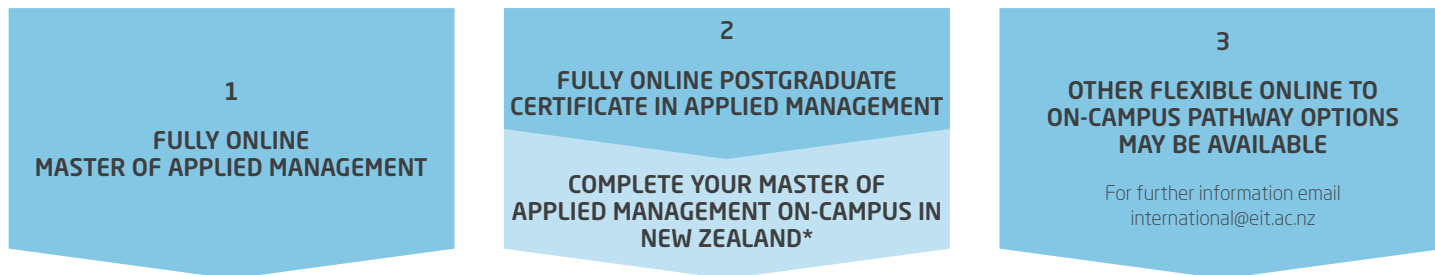 1
FULLY ONLINE
MASTER OF APPLIED MANAGEMENT
2
FULLY ONLINE POSTGRADUATE
CERTIFICATE IN APPLIED MANAGEMENT
COMPLETE YOUR MASTER OF
APPLIED MANAGEMENT ON-CAMPUS IN
NEW ZEALAND*
3
OTHER FLEXIBLE ONLINE TO
ON-CAMPUS PATHWAY OPTIONS
MAY BE AVAILABLE
For further information email
international@eit.ac.nz